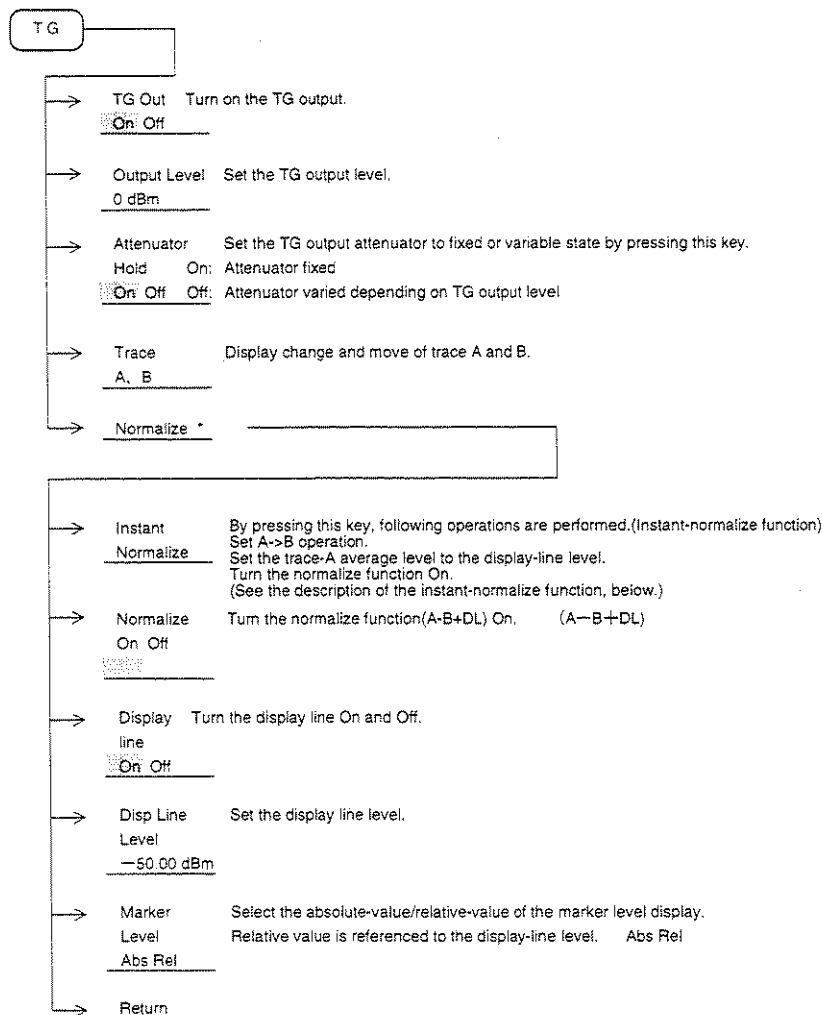 TG
TG Out Turn on the TG output.
On Off
Output Level Set the TG output level.
0 dBm
Attenuator Set the TG output attenuator to fixed or variable state by pressing this key.
Hold On: Attenuator fixed
On Off Off: Attenuator varied depending on TG output level
Trace Display change and move of trace A and B.
A, B
Normalize *
Instant By pressing this key, following operations are performed.(Instant-normalize function)
Normalize Set A->B operation.
Set the trace-A average level to the display-line level.
Turn the normalize function On.
(See the description of the instant-normalize function, below.)
Normalize Turn the normalize function(A-B+DL) On, (A−B+DL)
On Off
Display Turn the display line On and Off.
line
On Off
Disp Line Set the display line level.
Level
−50.00 dBm
Marker Select the absolute-value/relative-value of the marker level display.
Level Relative value is referenced to the display-line level. Abs Rel
Abs Rel
Return